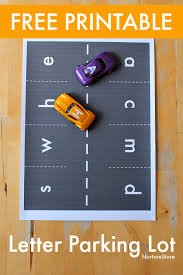 FREE PRINTABLE
e a
A
h c
H
w m
s d
Letter Parking Lot
NurtureStore